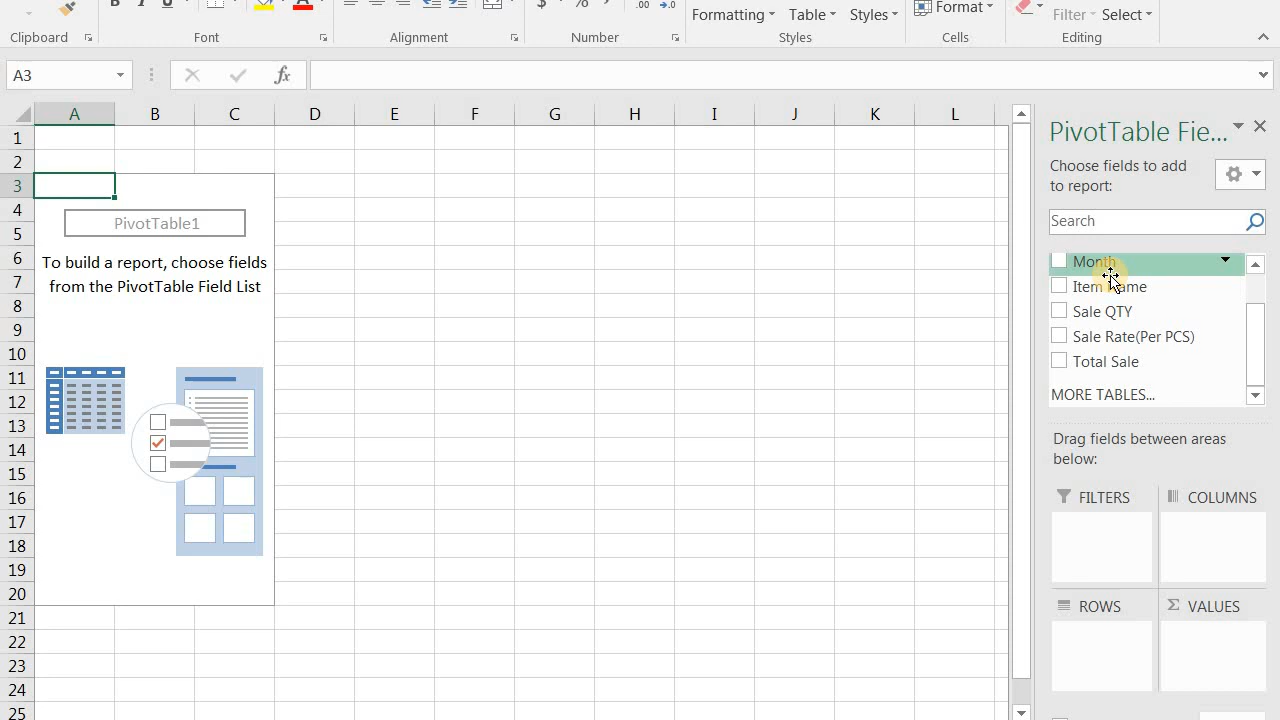 B I U
$ % .00 .0
Formatting Table Styles Format Filter Select
Clipboard Font Alignment Number Styles Cells Editing
A3 fx
A B C D E F G H I J K L
1
2
3
4
5
6
7
8
9
10
11
12
13
14
15
16
17
18
19
20
21
22
23
24
25
PivotTable1
To build a report, choose fields
from the PivotTable Field List
PivotTable Fie...
Choose fields to add
to report:
Search
Month
Item Name
Sale QTY
Sale Rate(Per PCS)
Total Sale
MORE TABLES...
Drag fields between areas
below:
FILTERS COLUMNS
ROWS Σ VALUES